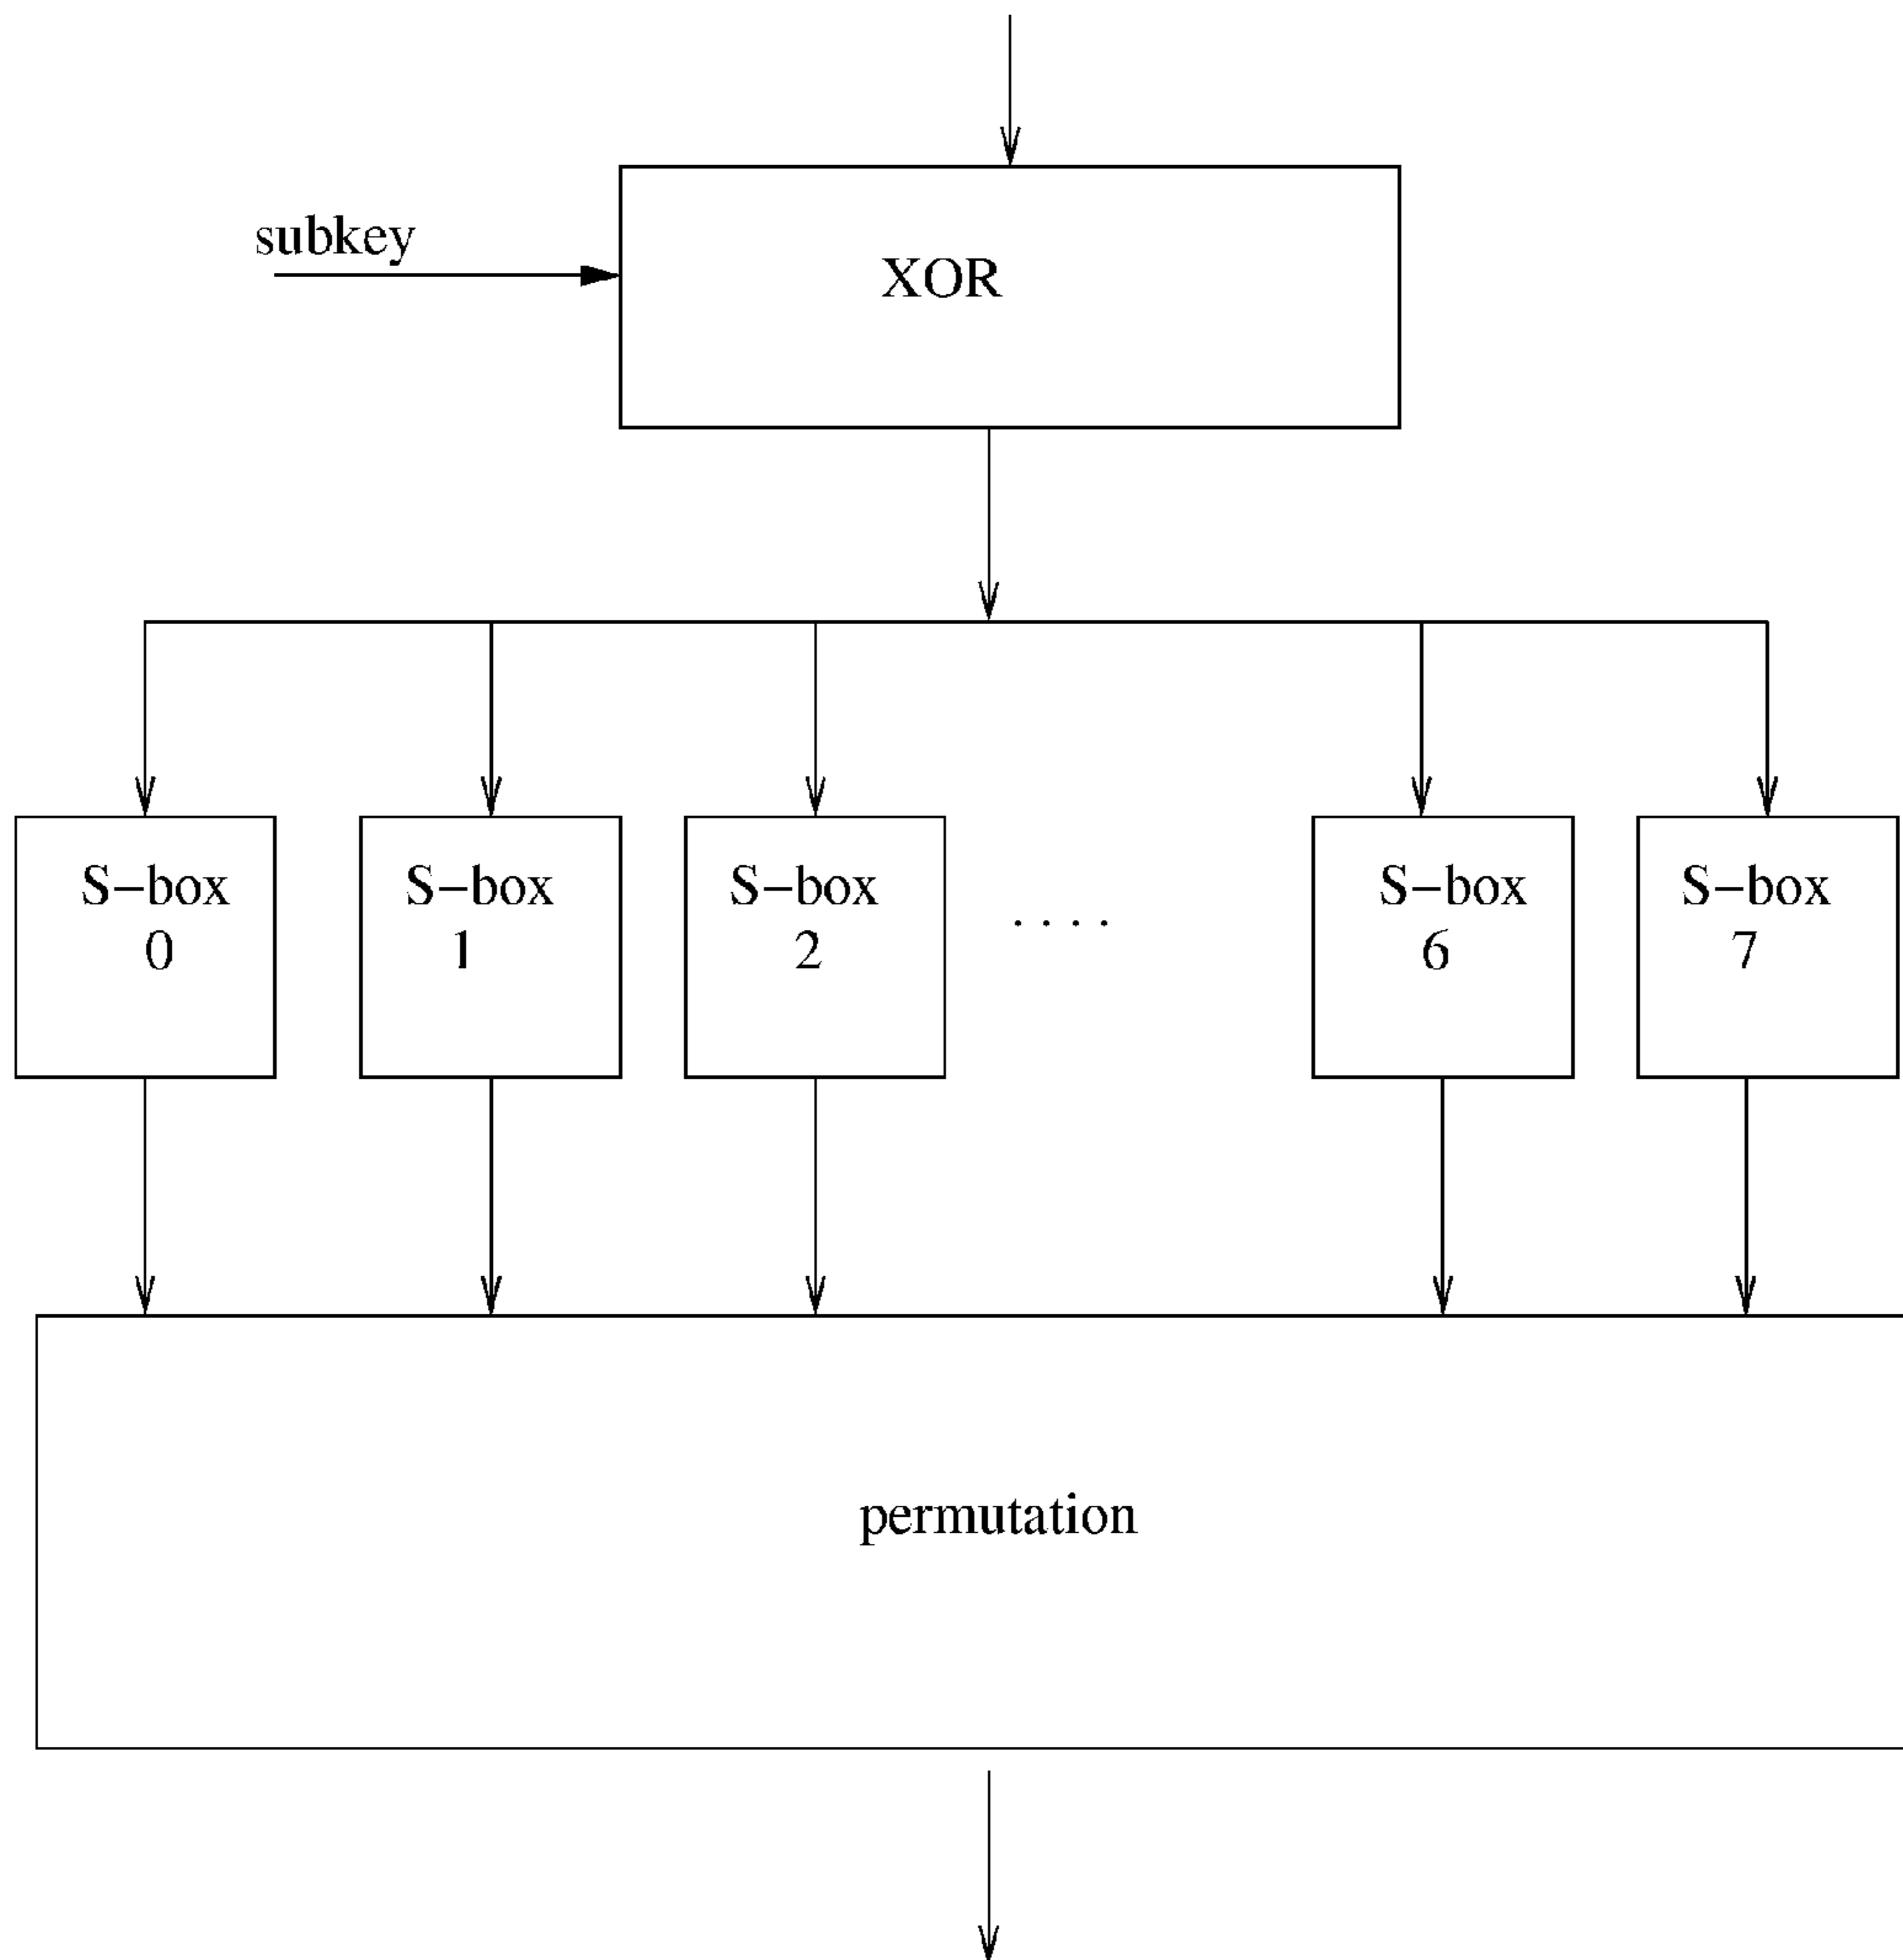 subkey
XOR
S−box
0
S−box
1
S−box
2
. . . .
S−box
6
S−box
7
permutation